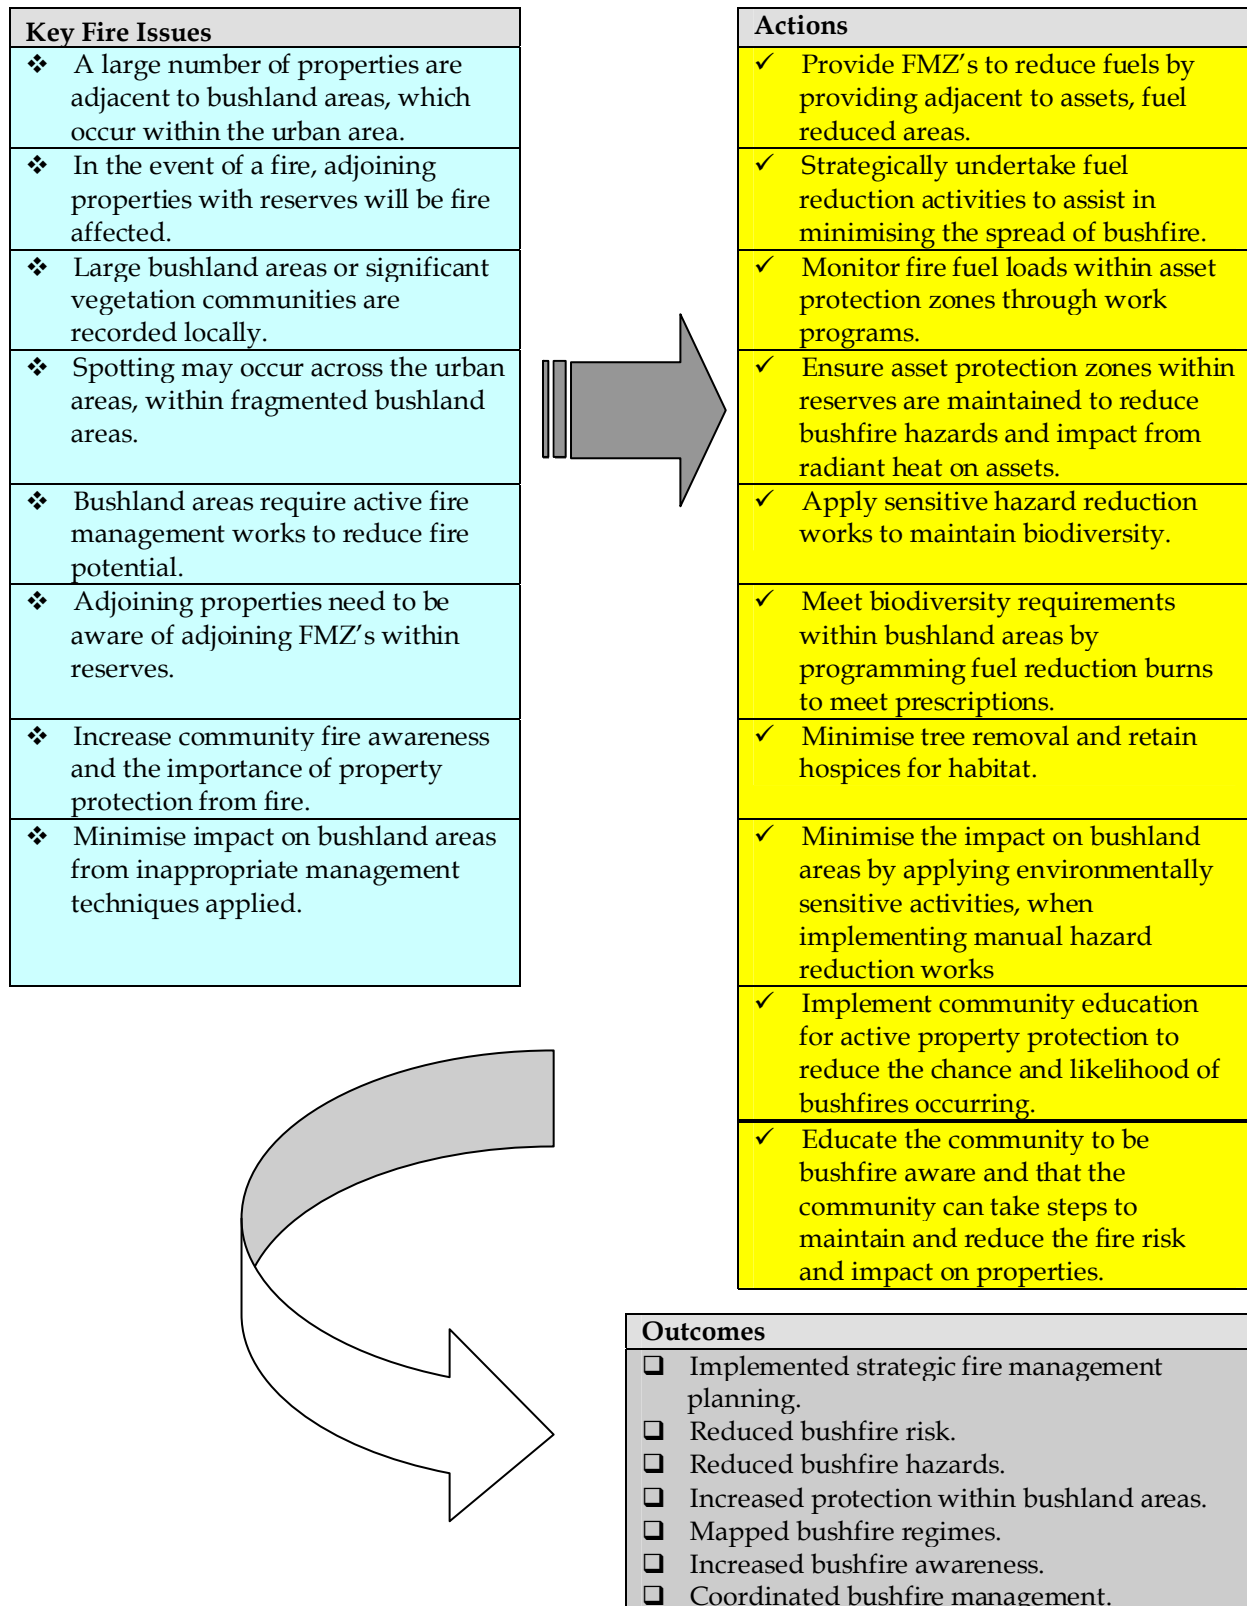 Key Fire Issues
❖ A large number of properties are
adjacent to bushland areas, which
occur within the urban area.
❖ In the event of a fire, adjoining
properties with reserves will be fire
affected.
❖ Large bushland areas or significant
vegetation communities are
recorded locally.
❖ Spotting may occur across the urban
areas, within fragmented bushland
areas.
❖ Bushland areas require active fire
management works to reduce fire
potential.
❖ Adjoining properties need to be
aware of adjoining FMZ's within
reserves.
❖ Increase community fire awareness
and the importance of property
protection from fire.
❖ Minimise impact on bushland areas
from inappropriate management
techniques applied.
Actions
✓ Provide FMZ's to reduce fuels by
providing adjacent to assets, fuel
reduced areas.
✓ Strategically undertake fuel
reduction activities to assist in
minimising the spread of bushfire.
✓ Monitor fire fuel loads within asset
protection zones through work
programs.
✓ Ensure asset protection zones within
reserves are maintained to reduce
bushfire hazards and impact from
radiant heat on assets.
✓ Apply sensitive hazard reduction
works to maintain biodiversity.
✓ Meet biodiversity requirements
within bushland areas by
programming fuel reduction burns
to meet prescriptions.
✓ Minimise tree removal and retain
hospices for habitat.
✓ Minimise the impact on bushland
areas by applying environmentally
sensitive activities, when
implementing manual hazard
reduction works
✓ Implement community education
for active property protection to
reduce the chance and likelihood of
bushfires occurring.
✓ Educate the community to be
bushfire aware and that the
community can take steps to
maintain and reduce the fire risk
and impact on properties.
Outcomes
❑ Implemented strategic fire management
planning.
❑ Reduced bushfire risk.
❑ Reduced bushfire hazards.
❑ Increased protection within bushland areas.
❑ Mapped bushfire regimes.
❑ Increased bushfire awareness.
❑ Coordinated bushfire management.